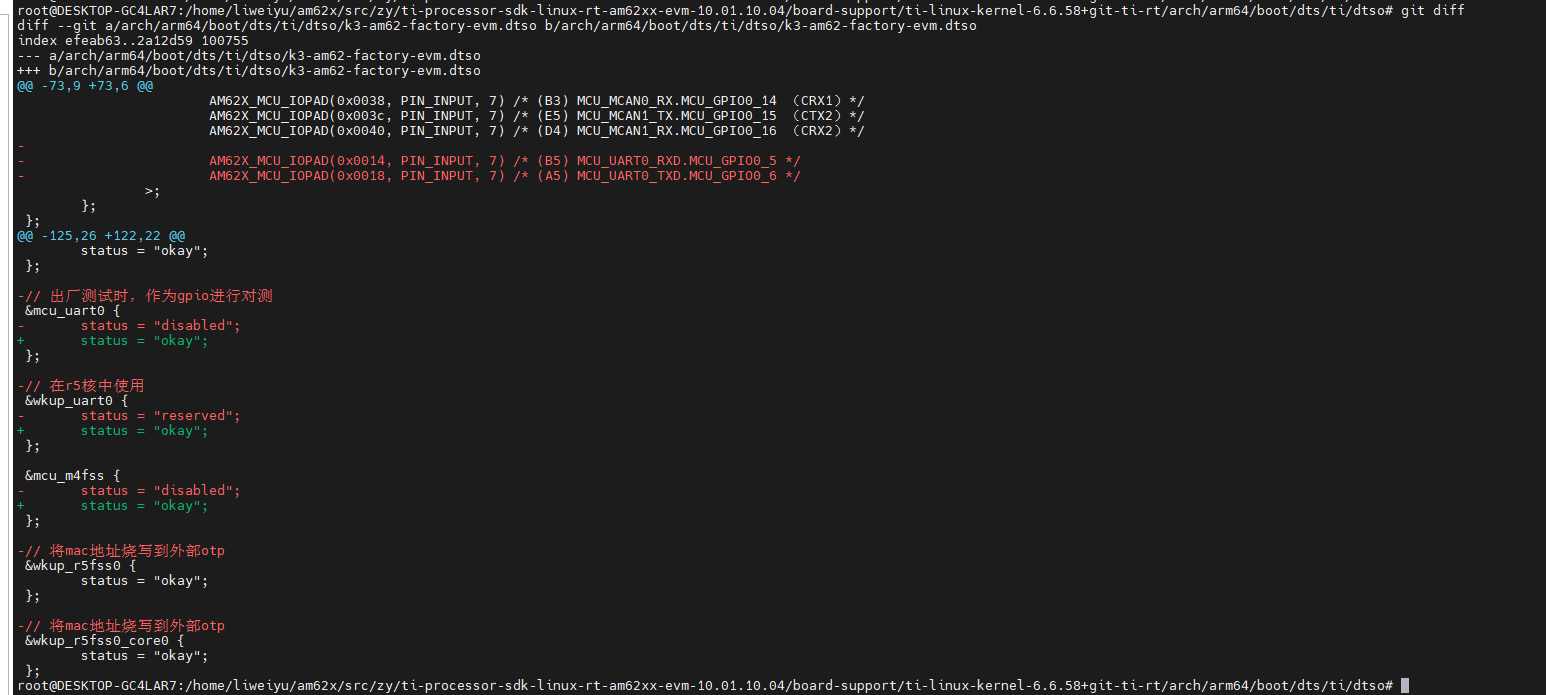 root@DESKTOP-GC4LAR7:/home/liweiyu/am62x/src/zy/ti-processor-sdk-linux-rt-am62xx-evm-10.01.10.04/board-support/ti-linux-kernel-6.6.58+git-ti-rt/arch/arm64/boot/dts/ti/dtso# git diff
diff --git a/arch/arm64/boot/dts/ti/dtso/k3-am62-factory-evm.dtso b/arch/arm64/boot/dts/ti/dtso/k3-am62-factory-evm.dtso
index efeab63..2a12d59 100755
--- a/arch/arm64/boot/dts/ti/dtso/k3-am62-factory-evm.dtso
+++ b/arch/arm64/boot/dts/ti/dtso/k3-am62-factory-evm.dtso
@@ -73,9 +73,6 @@
                        AM62X_MCU_IOPAD(0x0038, PIN_INPUT, 7) /* (B3) MCU_MCAN0_RX.MCU_GPIO0_14 （CRX1）*/
                        AM62X_MCU_IOPAD(0x003c, PIN_INPUT, 7) /* (E5) MCU_MCAN1_TX.MCU_GPIO0_15 （CTX2）*/
                        AM62X_MCU_IOPAD(0x0040, PIN_INPUT, 7) /* (D4) MCU_MCAN1_RX.MCU_GPIO0_16 （CRX2）*/
-
-                       AM62X_MCU_IOPAD(0x0014, PIN_INPUT, 7) /* (B5) MCU_UART0_RXD.MCU_GPIO0_5 */
-                       AM62X_MCU_IOPAD(0x0018, PIN_INPUT, 7) /* (A5) MCU_UART0_TXD.MCU_GPIO0_6 */
                >;
        };
 };
@@ -125,26 +122,22 @@
        status = "okay";
 };

-// 出厂测试时，作为gpio进行对测
 &mcu_uart0 {
-       status = "disabled";
+       status = "okay";
 };

-// 在r5核中使用
 &wkup_uart0 {
-       status = "reserved";
+       status = "okay";
 };

 &mcu_m4fss {
-       status = "disabled";
+       status = "okay";
 };

-// 将mac地址烧写到外部otp
 &wkup_r5fss0 {
        status = "okay";
 };

-// 将mac地址烧写到外部otp
 &wkup_r5fss0_core0 {
        status = "okay";
 };
root@DESKTOP-GC4LAR7:/home/liweiyu/am62x/src/zy/ti-processor-sdk-linux-rt-am62xx-evm-10.01.10.04/board-support/ti-linux-kernel-6.6.58+git-ti-rt/arch/arm64/boot/dts/ti/dtso#